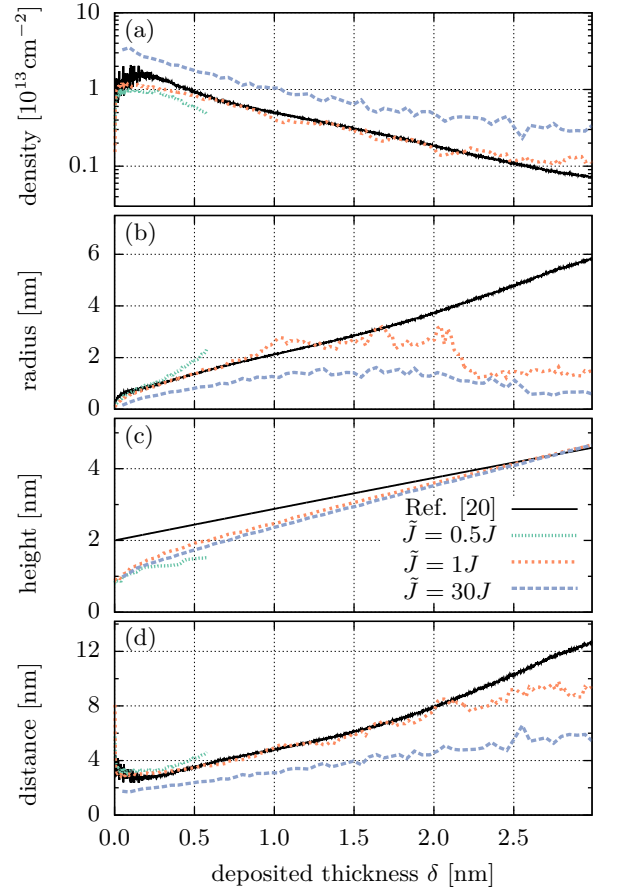 (a)
10
1
0.1
density [10^13 cm^−2]
(b)
6
4
2
0
radius [nm]
(c)
4
2
0
height [nm]
Ref. [20]
J̃ = 0.5J
J̃ = 1J
J̃ = 30J
(d)
12
8
4
0
distance [nm]
0.0 0.5 1.0 1.5 2.0 2.5
deposited thickness δ [nm]